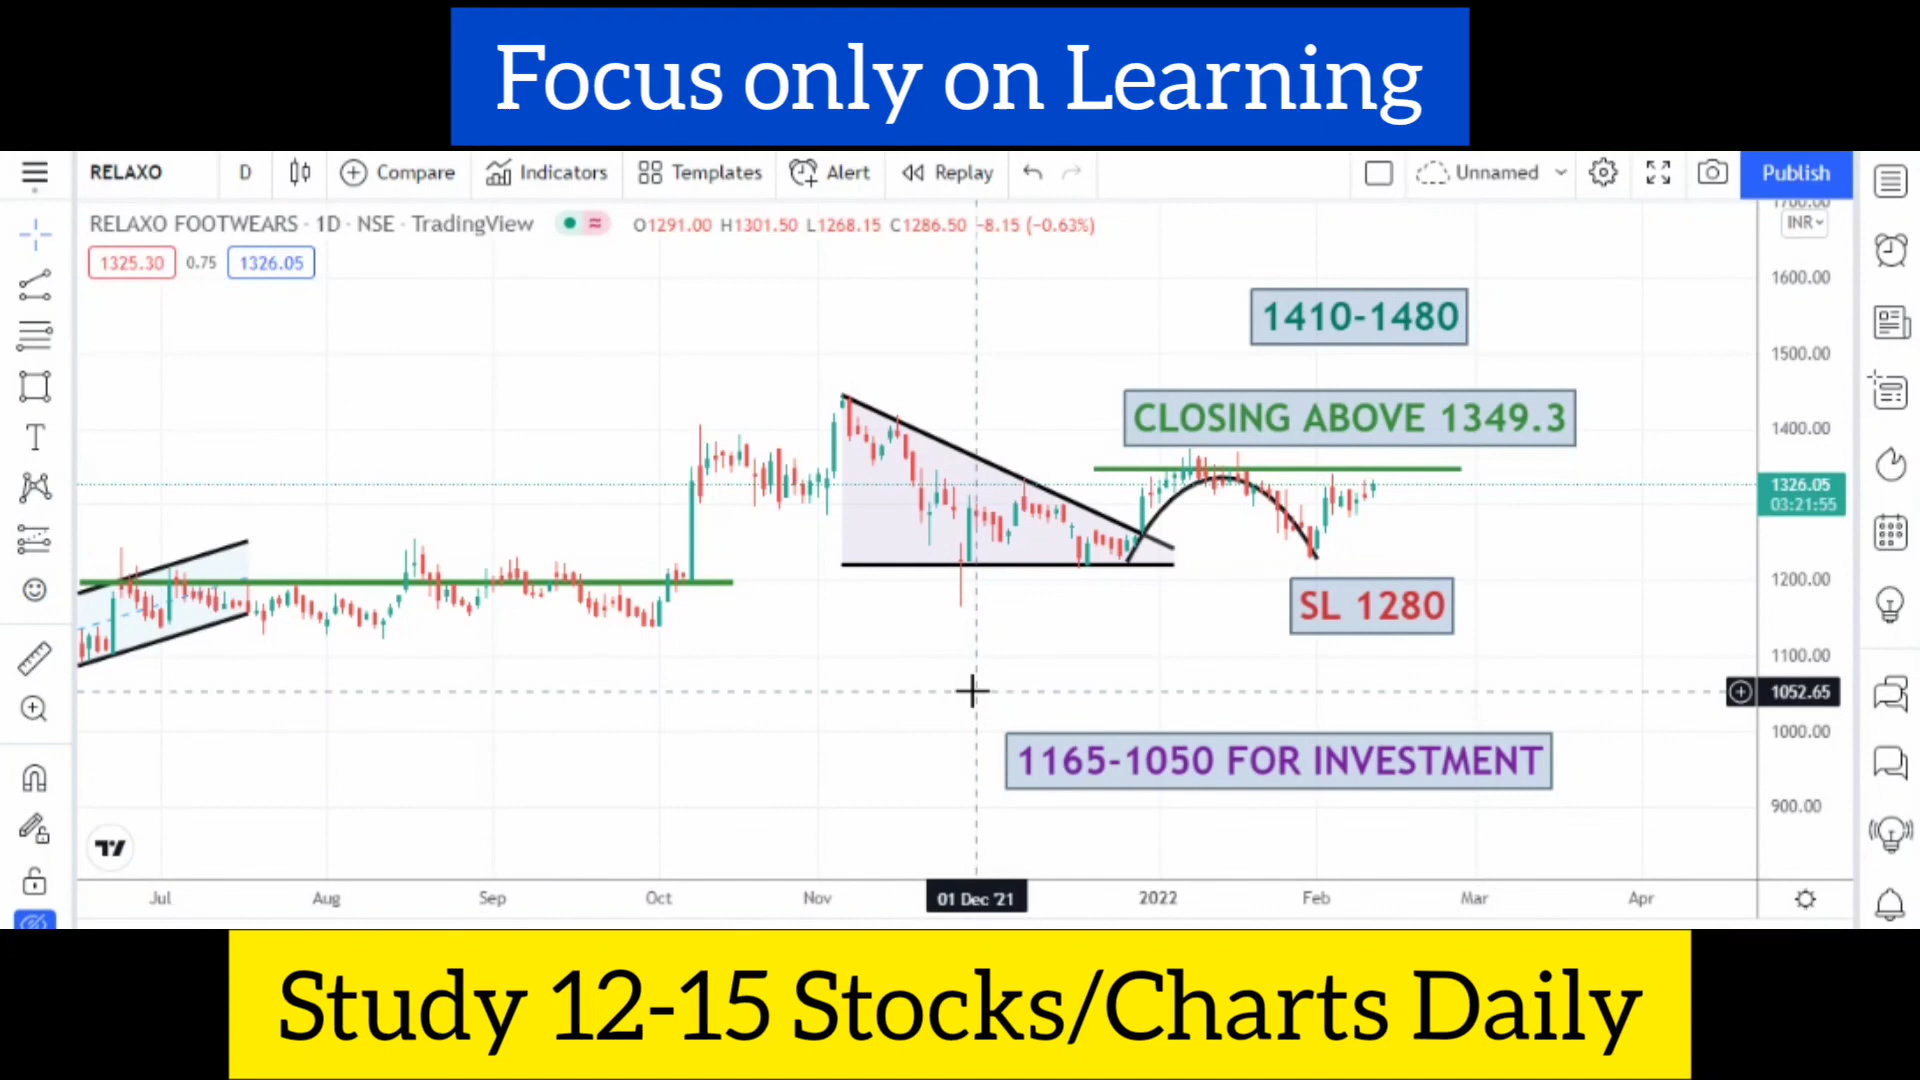 Focus only on Learning
RELAXO D Compare Indicators Templates Alert Replay Unnamed Publish
RELAXO FOOTWEARS · 1D · NSE · TradingView O1291.00 H1301.50 L1268.15 C1286.50 -8.15 (-0.63%)
1700.00
INR
1325.30 0.75 1326.05
1600.00
1410-1480
1500.00
CLOSING ABOVE 1349.3
1400.00
1326.05
03:21:55
1200.00
SL 1280
1100.00
1052.65
1000.00
1165-1050 FOR INVESTMENT
900.00
Jul Aug Sep Oct Nov 01 Dec '21 2022 Feb Mar Apr
Study 12-15 Stocks/Charts Daily